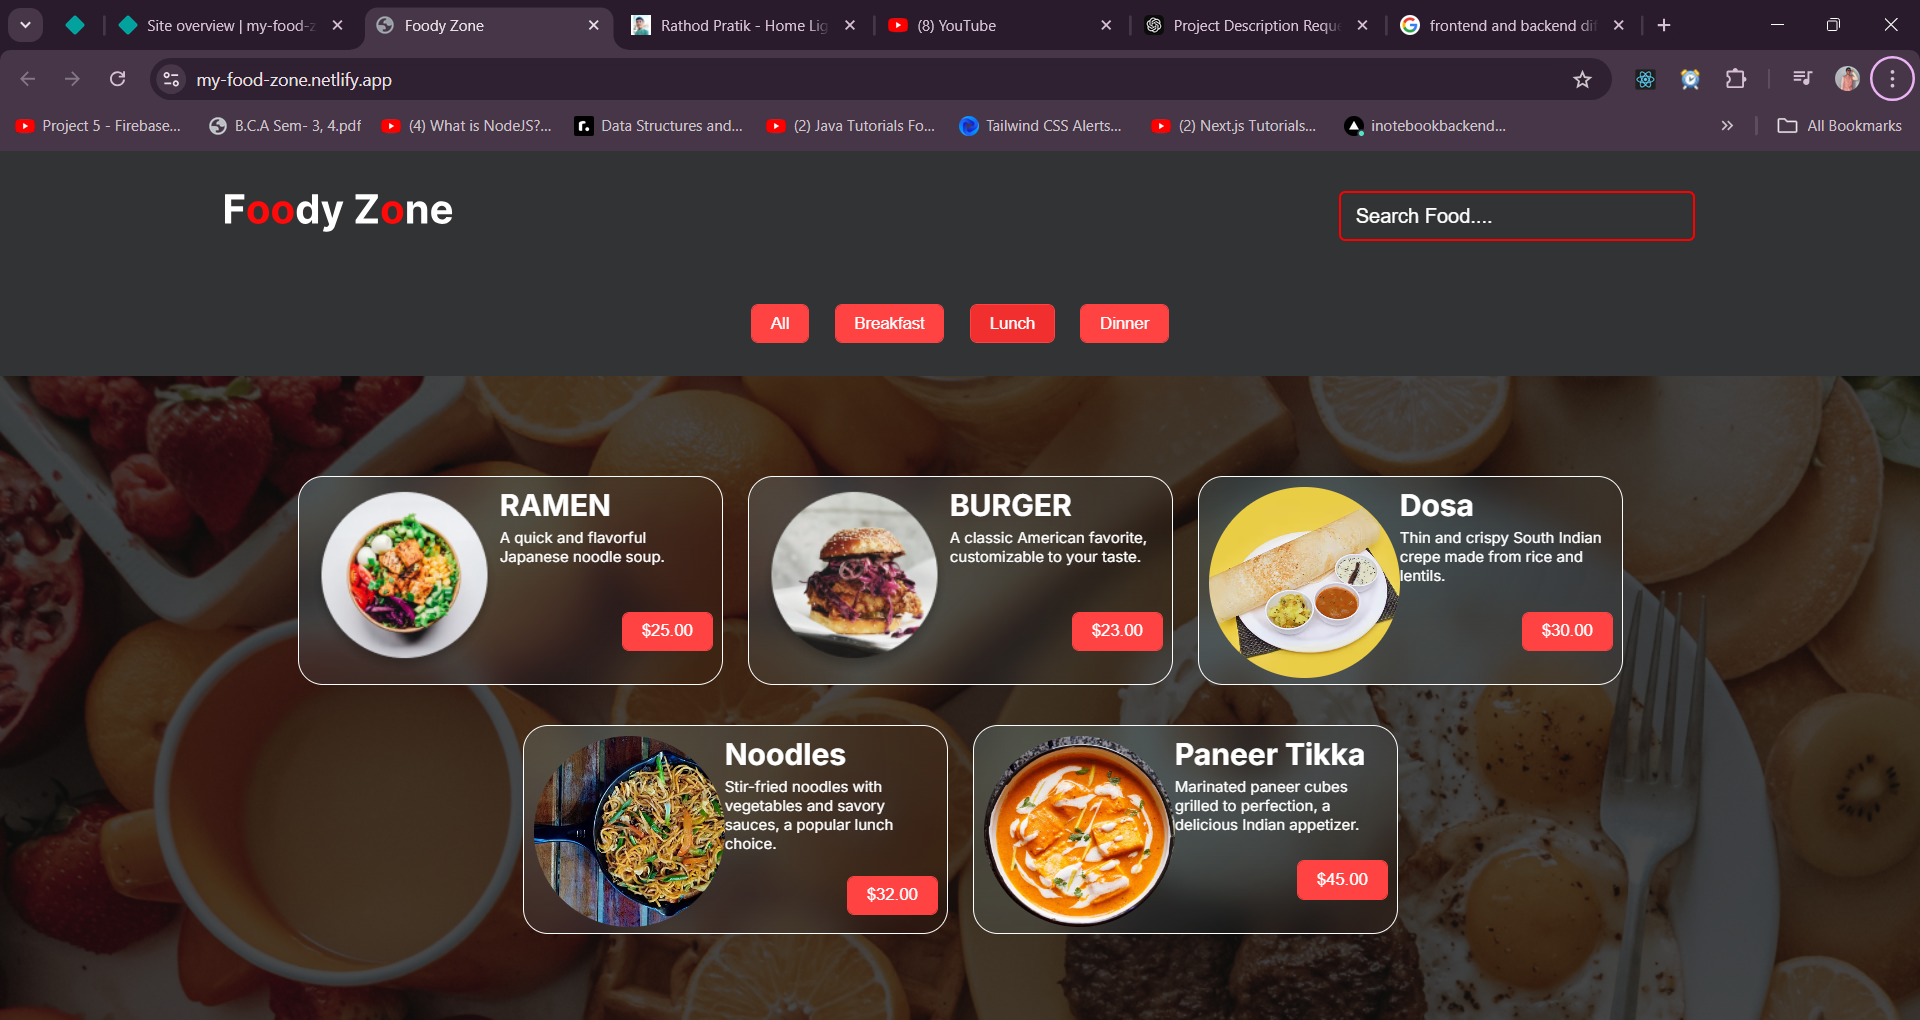 Site overview | my-food-z
Foody Zone
Rathod Pratik - Home Lig
(8) YouTube
Project Description Reque
frontend and backend dif
my-food-zone.netlify.app
Project 5 - Firebase...
B.C.A Sem- 3, 4.pdf
(4) What is NodeJS?...
Data Structures and...
(2) Java Tutorials Fo...
Tailwind CSS Alerts...
(2) Next.js Tutorials...
inotebookbackend...
All Bookmarks
Foody Zone
Search Food....
All
Breakfast
Lunch
Dinner
RAMEN
A quick and flavorful
Japanese noodle soup.
$25.00
BURGER
A classic American favorite,
customizable to your taste.
$23.00
Dosa
Thin and crispy South Indian
crepe made from rice and
lentils.
$30.00
Noodles
Stir-fried noodles with
vegetables and savory
sauces, a popular lunch
choice.
$32.00
Paneer Tikka
Marinated paneer cubes
grilled to perfection, a
delicious Indian appetizer.
$45.00